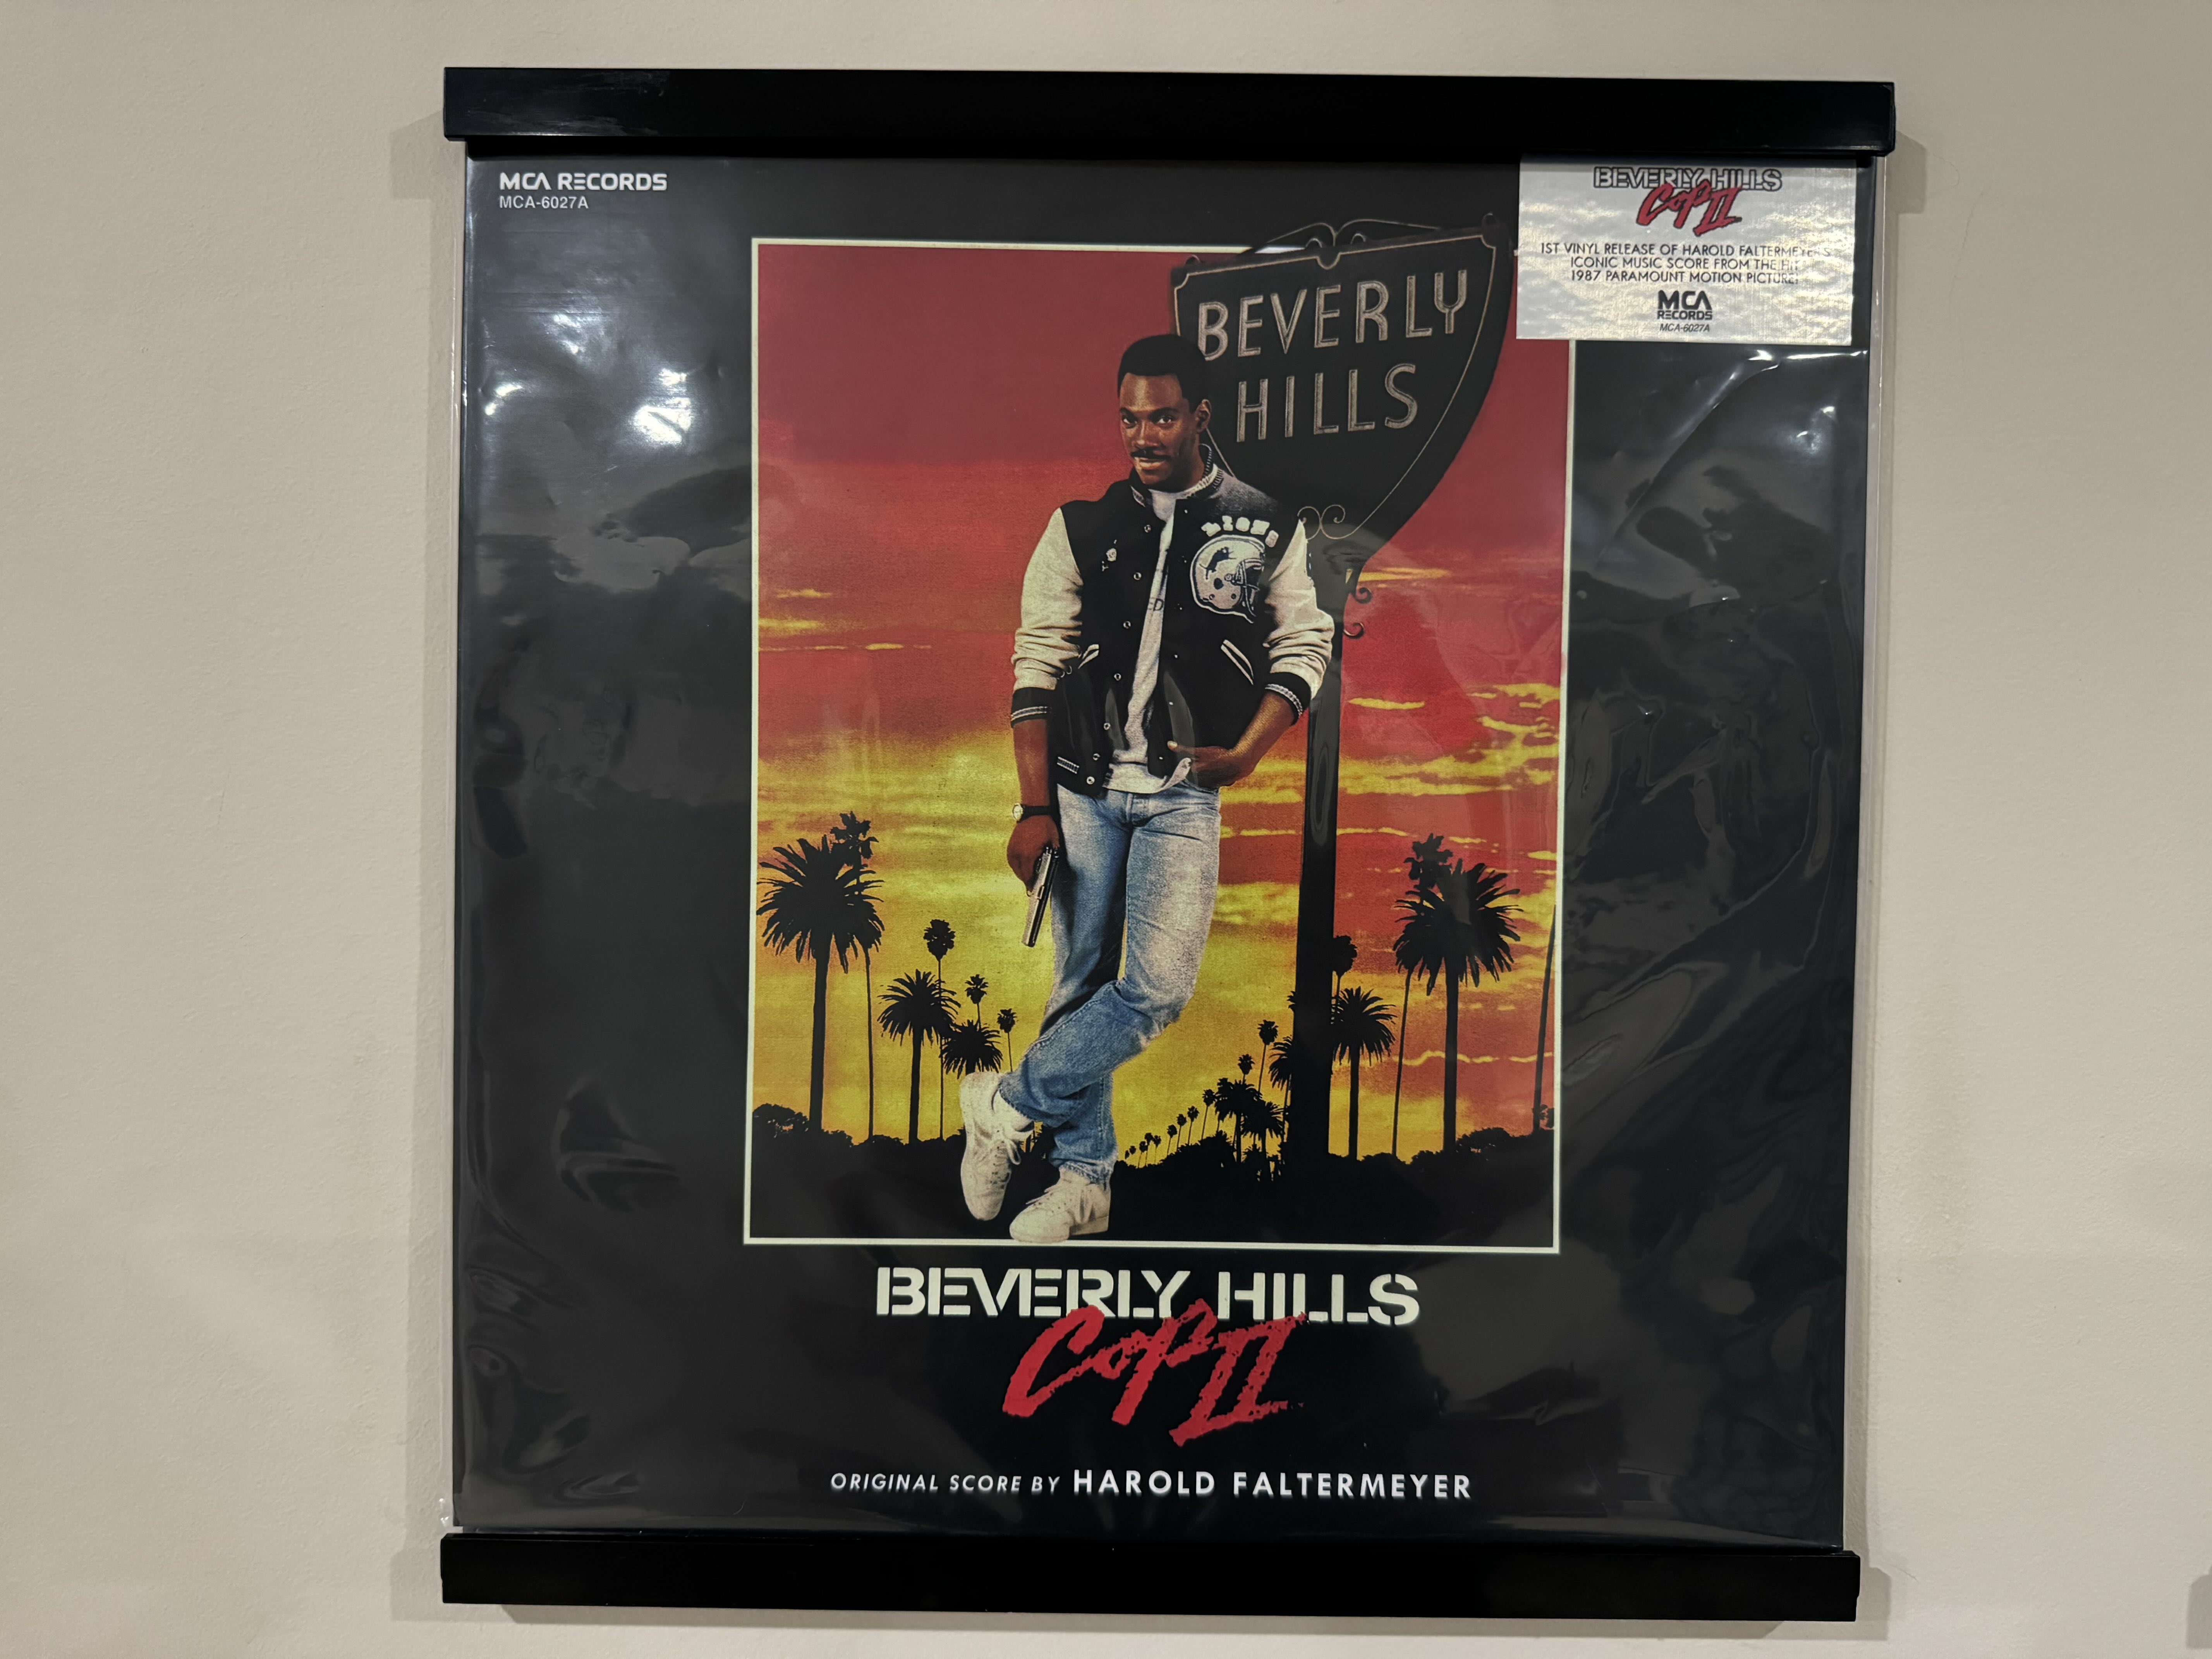 MCA RECORDS
MCA-6027A
BEVERLY HILLS
Cop II
1ST VINYL RELEASE OF HAROLD FALTERMEYER'S
ICONIC MUSIC SCORE FROM THE HIT
1987 PARAMOUNT MOTION PICTURE!
MCA
RECORDS
MCA-6027A
BEVERLY
HILLS
LIONS
BEVERLY HILLS
Cop II
ORIGINAL SCORE BY HAROLD FALTERMEYER